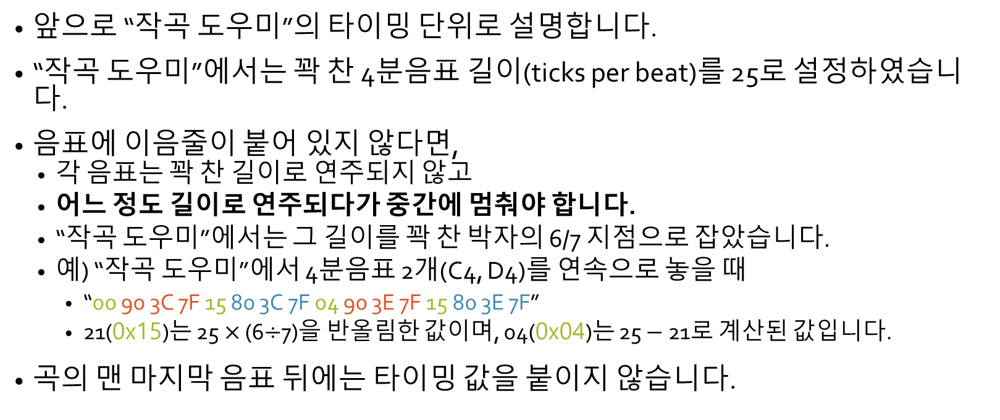 • 앞으로 “작곡 도우미”의 타이밍 단위로 설명합니다.
• “작곡 도우미”에서는 꽉 찬 4분음표 길이(ticks per beat)를 25로 설정하였습니
다.
• 음표에 이음줄이 붙어 있지 않다면,
• 각 음표는 꽉 찬 길이로 연주되지 않고
• 어느 정도 길이로 연주되다가 중간에 멈춰야 합니다.
• “작곡 도우미”에서는 그 길이를 꽉 찬 박자의 6/7 지점으로 잡았습니다.
• 예) “작곡 도우미”에서 4분음표 2개(C4, D4)를 연속으로 놓을 때
• “00 90 3C 7F 15 80 3C 7F 04 90 3E 7F 15 80 3E 7F”
• 21(0x15)는 25 × (6÷7)을 반올림한 값이며, 04(0x04)는 25 – 21로 계산된 값입니다.
• 곡의 맨 마지막 음표 뒤에는 타이밍 값을 붙이지 않습니다.